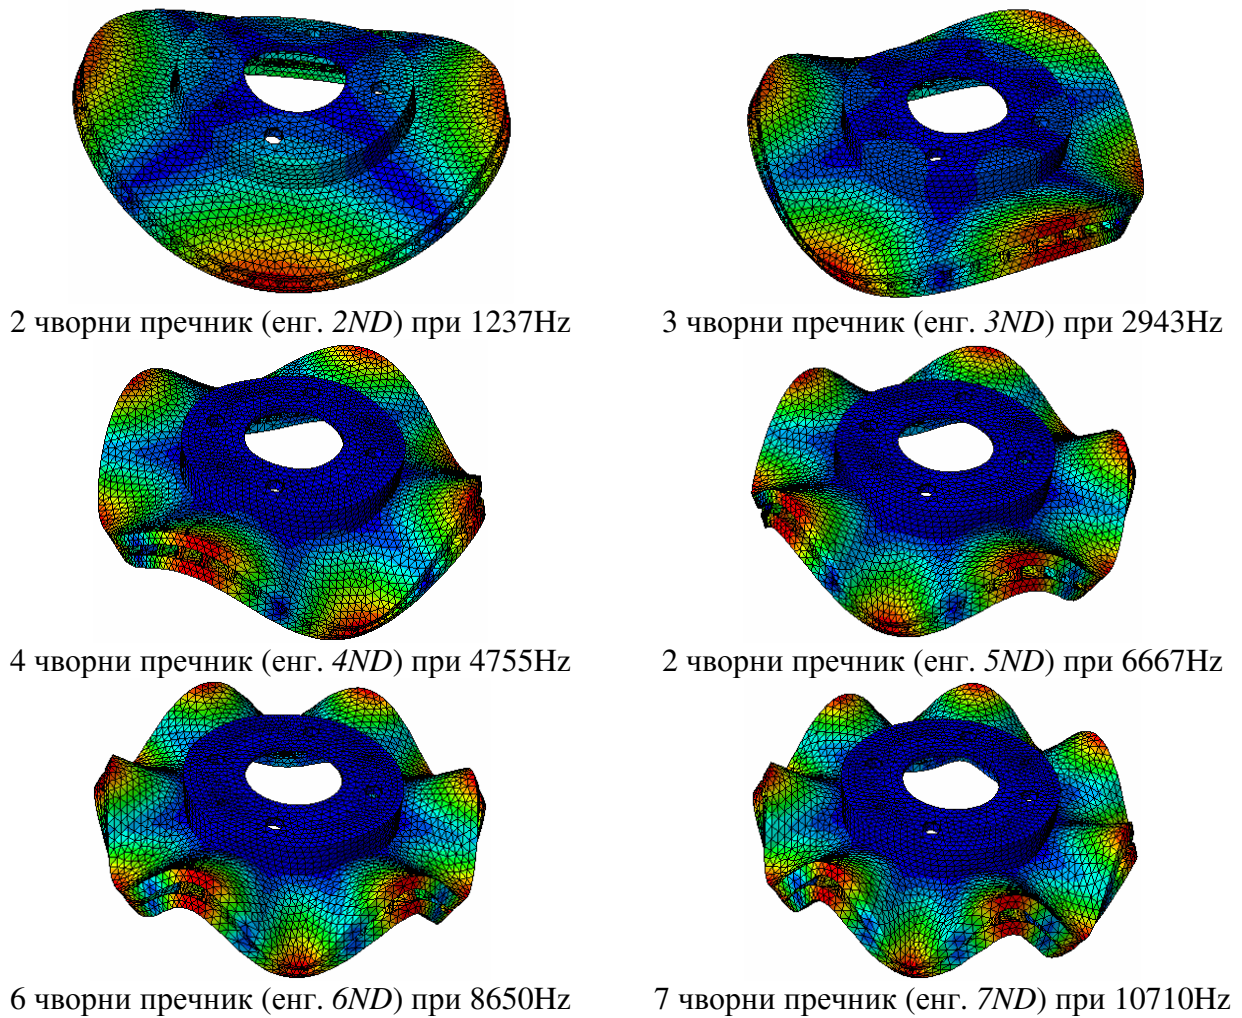 2 чворни пречник (енг. 2ND) при 1237Hz
3 чворни пречник (енг. 3ND) при 2943Hz
4 чворни пречник (енг. 4ND) при 4755Hz
2 чворни пречник (енг. 5ND) при 6667Hz
6 чворни пречник (енг. 6ND) при 8650Hz
7 чворни пречник (енг. 7ND) при 10710Hz